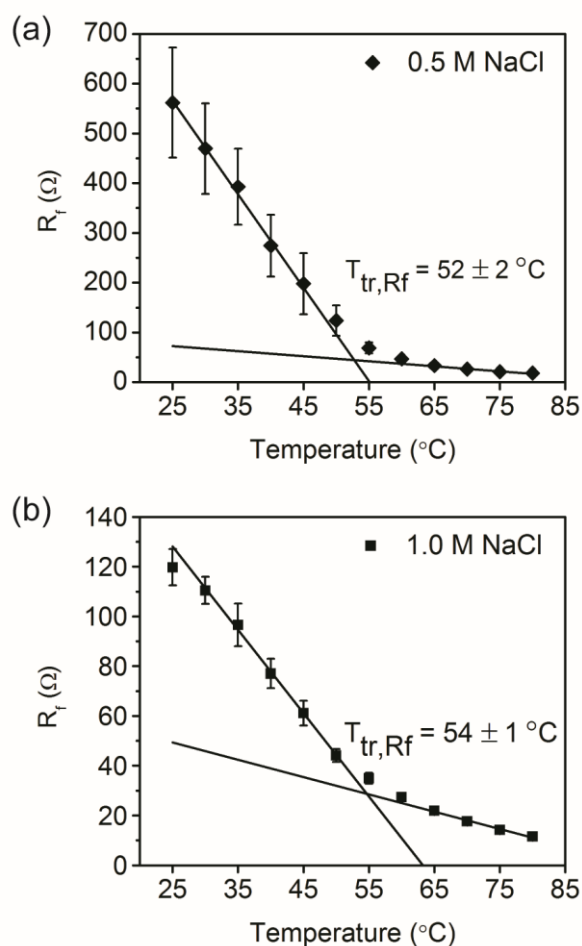 (a)
700
600
500
400
300
200
100
0
R_f (Ω)
0.5 M NaCl
T_tr,Rf = 52 ± 2 °C
25 35 45 55 65 75 85
Temperature (°C)
(b)
140
120
100
80
60
40
20
0
R_f (Ω)
1.0 M NaCl
T_tr,Rf = 54 ± 1 °C
25 35 45 55 65 75 85
Temperature (°C)